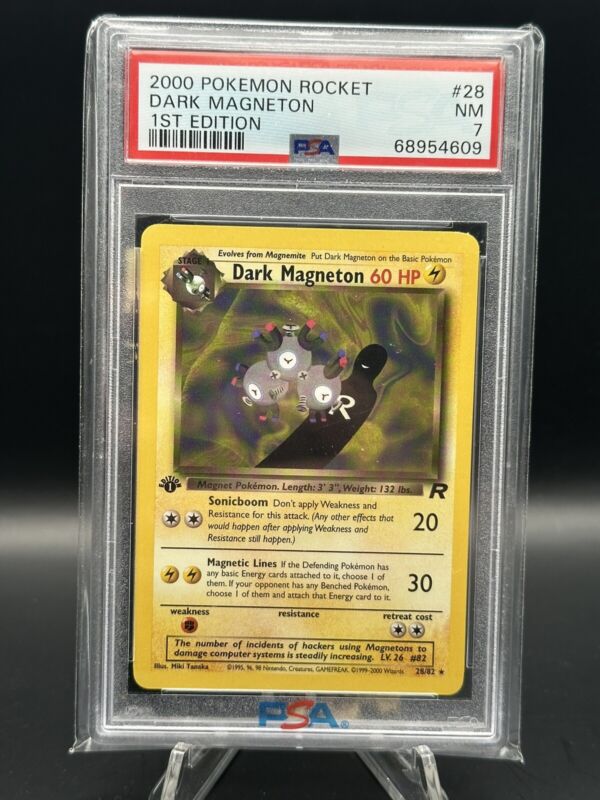 2000 POKEMON ROCKET #28
DARK MAGNETON NM
1ST EDITION 7
PSA 68954609
Evolves from Magnemite Put Dark Magneton on the Basic Pokémon
STAGE 1
Dark Magneton 60 HP
R
Magnet Pokémon. Length: 3' 3", Weight: 132 lbs.
R
EDITION
1
Sonicboom Don't apply Weakness and
Resistance for this attack. (Any other effects that
would happen after applying Weakness and
Resistance still happen.)
20
Magnetic Lines If the Defending Pokémon has
any basic Energy cards attached to it, choose 1 of
them. If your opponent has any Benched Pokémon,
choose 1 of them and attach that Energy card to it.
30
weakness resistance retreat cost
The number of incidents of hackers using Magnetons to
damage computer systems is steadily increasing. LV. 26 #82
Illus. Miki Tanaka ©1995, 96, 98 Nintendo, Creatures, GAMEFREAK. ©1999-2000 Wizards. 28/82 ★
PSA®